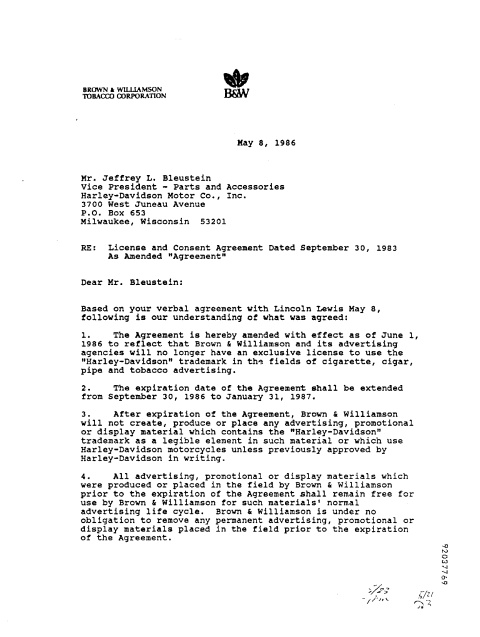 BROWN & WILLIAMSON
TOBACCO CORPORATION
B&W
May 8, 1986
Mr. Jeffrey L. Bleustein
Vice President - Parts and Accessories
Harley-Davidson Motor Co., Inc.
3700 West Juneau Avenue
P.O. Box 653
Milwaukee, Wisconsin 53201
RE: License and Consent Agreement Dated September 30, 1983
As Amended "Agreement"
Dear Mr. Bleustein:
Based on your verbal agreement with Lincoln Lewis May 8,
following is our understanding of what was agreed:
1. The Agreement is hereby amended with effect as of June 1,
1986 to reflect that Brown & Williamson and its advertising
agencies will no longer have an exclusive license to use the
"Harley-Davidson" trademark in the fields of cigarette, cigar,
pipe and tobacco advertising.
2. The expiration date of the Agreement shall be extended
from September 30, 1986 to January 31, 1987.
3. After expiration of the Agreement, Brown & Williamson
will not create, produce or place any advertising, promotional
or display material which contains the "Harley-Davidson"
trademark as a legible element in such material or which use
Harley-Davidson motorcycles unless previously approved by
Harley-Davidson in writing.
4. All advertising, promotional or display materials which
were produced or placed in the field by Brown & Williamson
prior to the expiration of the Agreement shall remain free for
use by Brown & Williamson for such materials' normal
advertising life cycle. Brown & Williamson is under no
obligation to remove any permanent advertising, promotional or
display materials placed in the field prior to the expiration
of the Agreement.
92037769